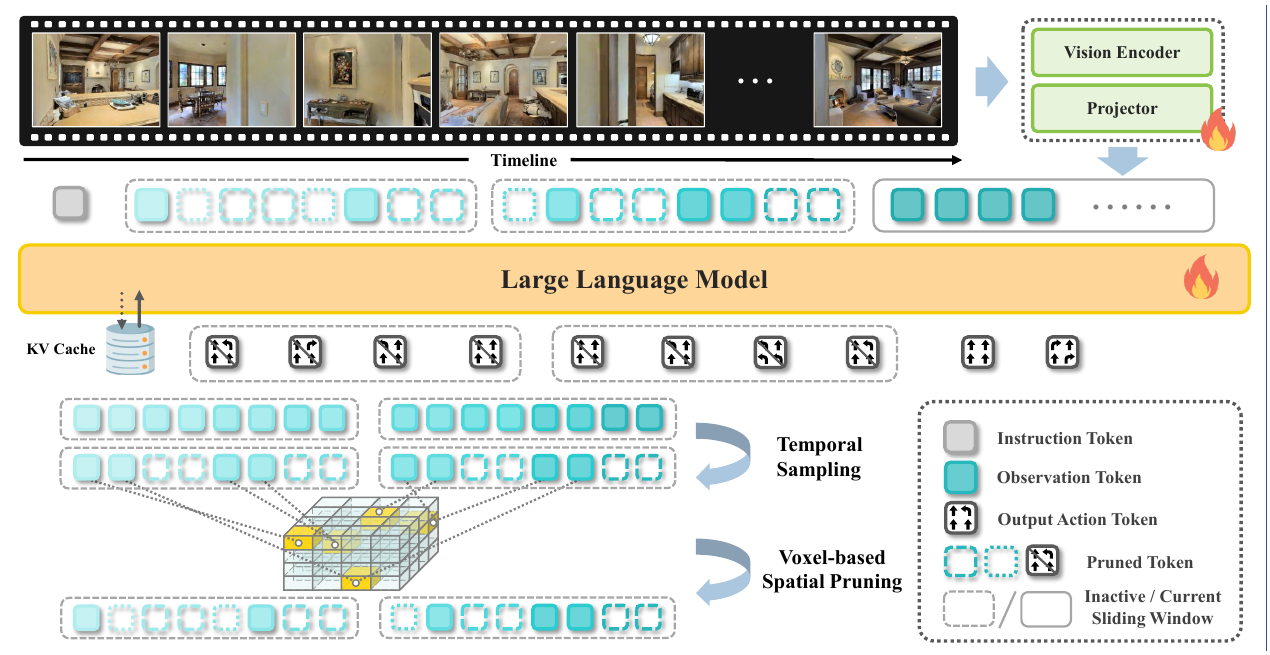 Vision Encoder
Projector
Timeline
Large Language Model
KV Cache
Temporal
Sampling
Voxel-based
Spatial Pruning
Instruction Token
Observation Token
Output Action Token
Pruned Token
Inactive / Current
Sliding Window